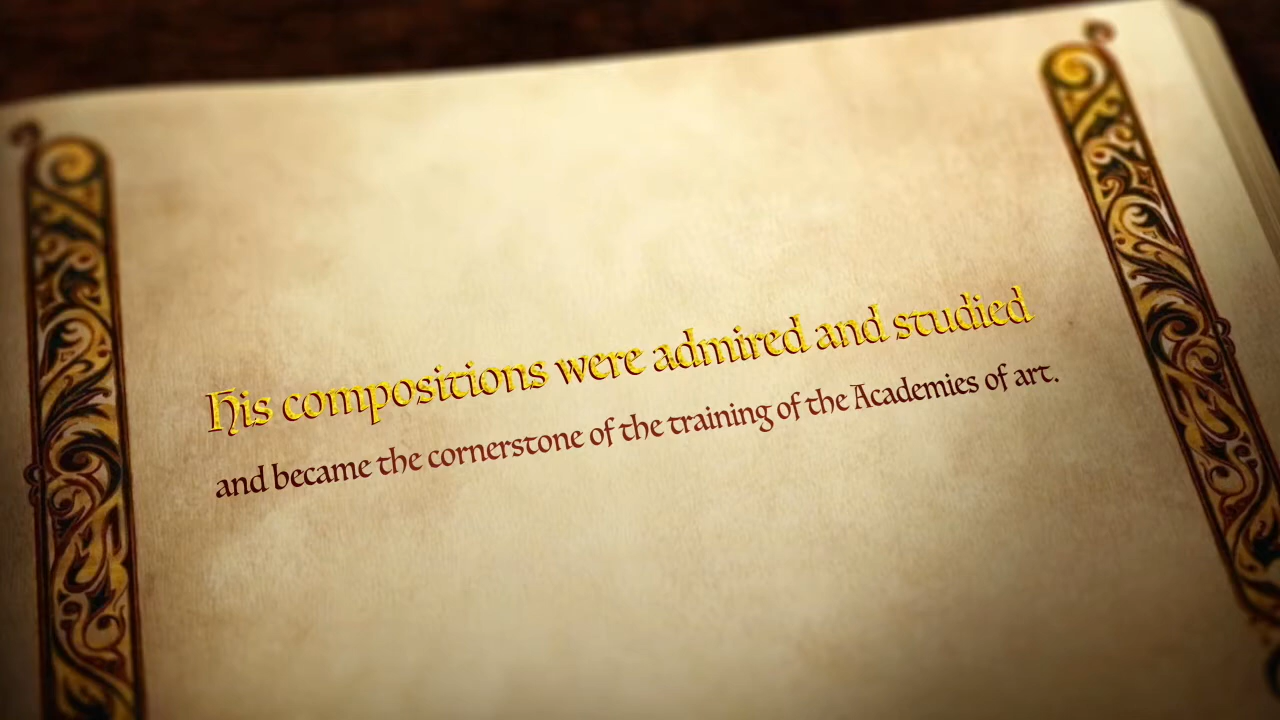 His compositions were admired and studied
and became the cornerstone of the training of the Academies of art.